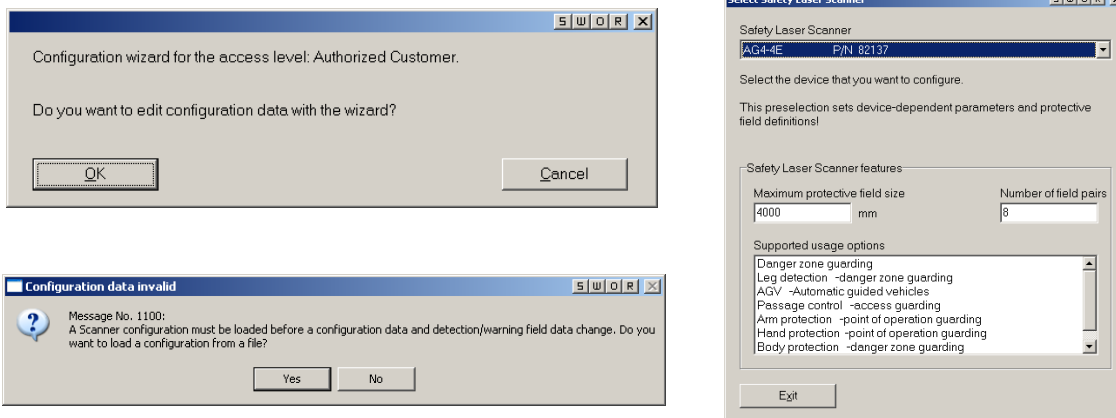 S W O R X
Configuration wizard for the access level: Authorized Customer.
Do you want to edit configuration data with the wizard?
OK
Cancel
Configuration data invalid
S W O R X
Message No. 1100:
A Scanner configuration must be loaded before a configuration data and detection/warning field data change. Do you
want to load a configuration from a file?
Yes
No
Select Safety Laser Scanner
S W O R X
Safety Laser Scanner
AG4-4E P/N 82137
Select the device that you want to configure.
This preselection sets device-dependent parameters and protective
field definitions!
Safety Laser Scanner features
Maximum protective field size
Number of field pairs
4000 mm
8
Supported usage options
Danger zone guarding
Leg detection -danger zone guarding
AGV -Automatic guided vehicles
Passage control -access guarding
Arm protection -point of operation guarding
Hand protection -point of operation guarding
Body protection -danger zone guarding
Exit